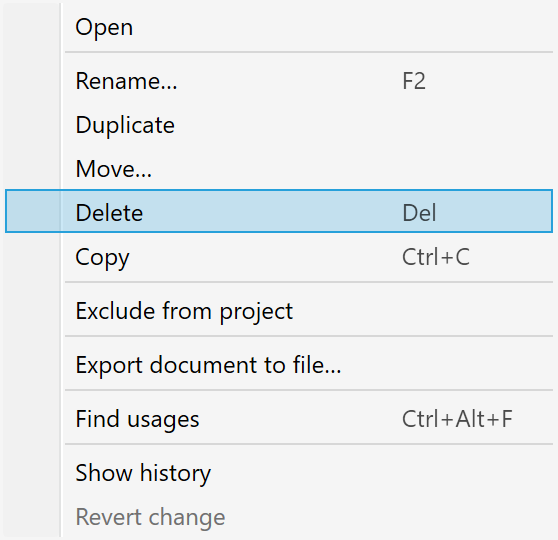 Open
Rename... F2
Duplicate
Move...
Delete Del
Copy Ctrl+C
Exclude from project
Export document to file...
Find usages Ctrl+Alt+F
Show history
Revert change